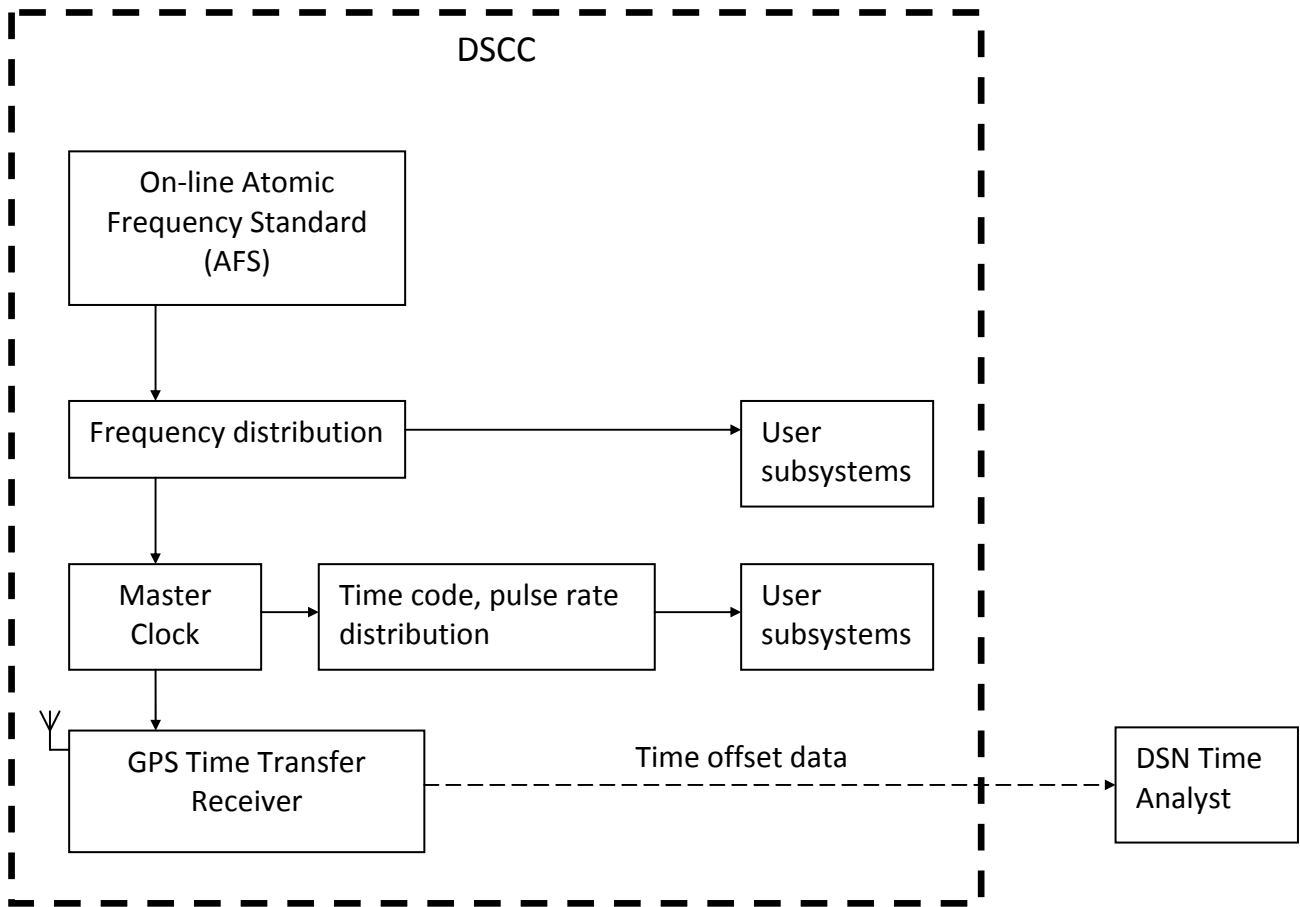 DSCC
On-line Atomic
Frequency Standard
(AFS)
Frequency distribution
User
subsystems
Master
Clock
Time code, pulse rate
distribution
User
subsystems
GPS Time Transfer
Receiver
Time offset data
DSN Time
Analyst